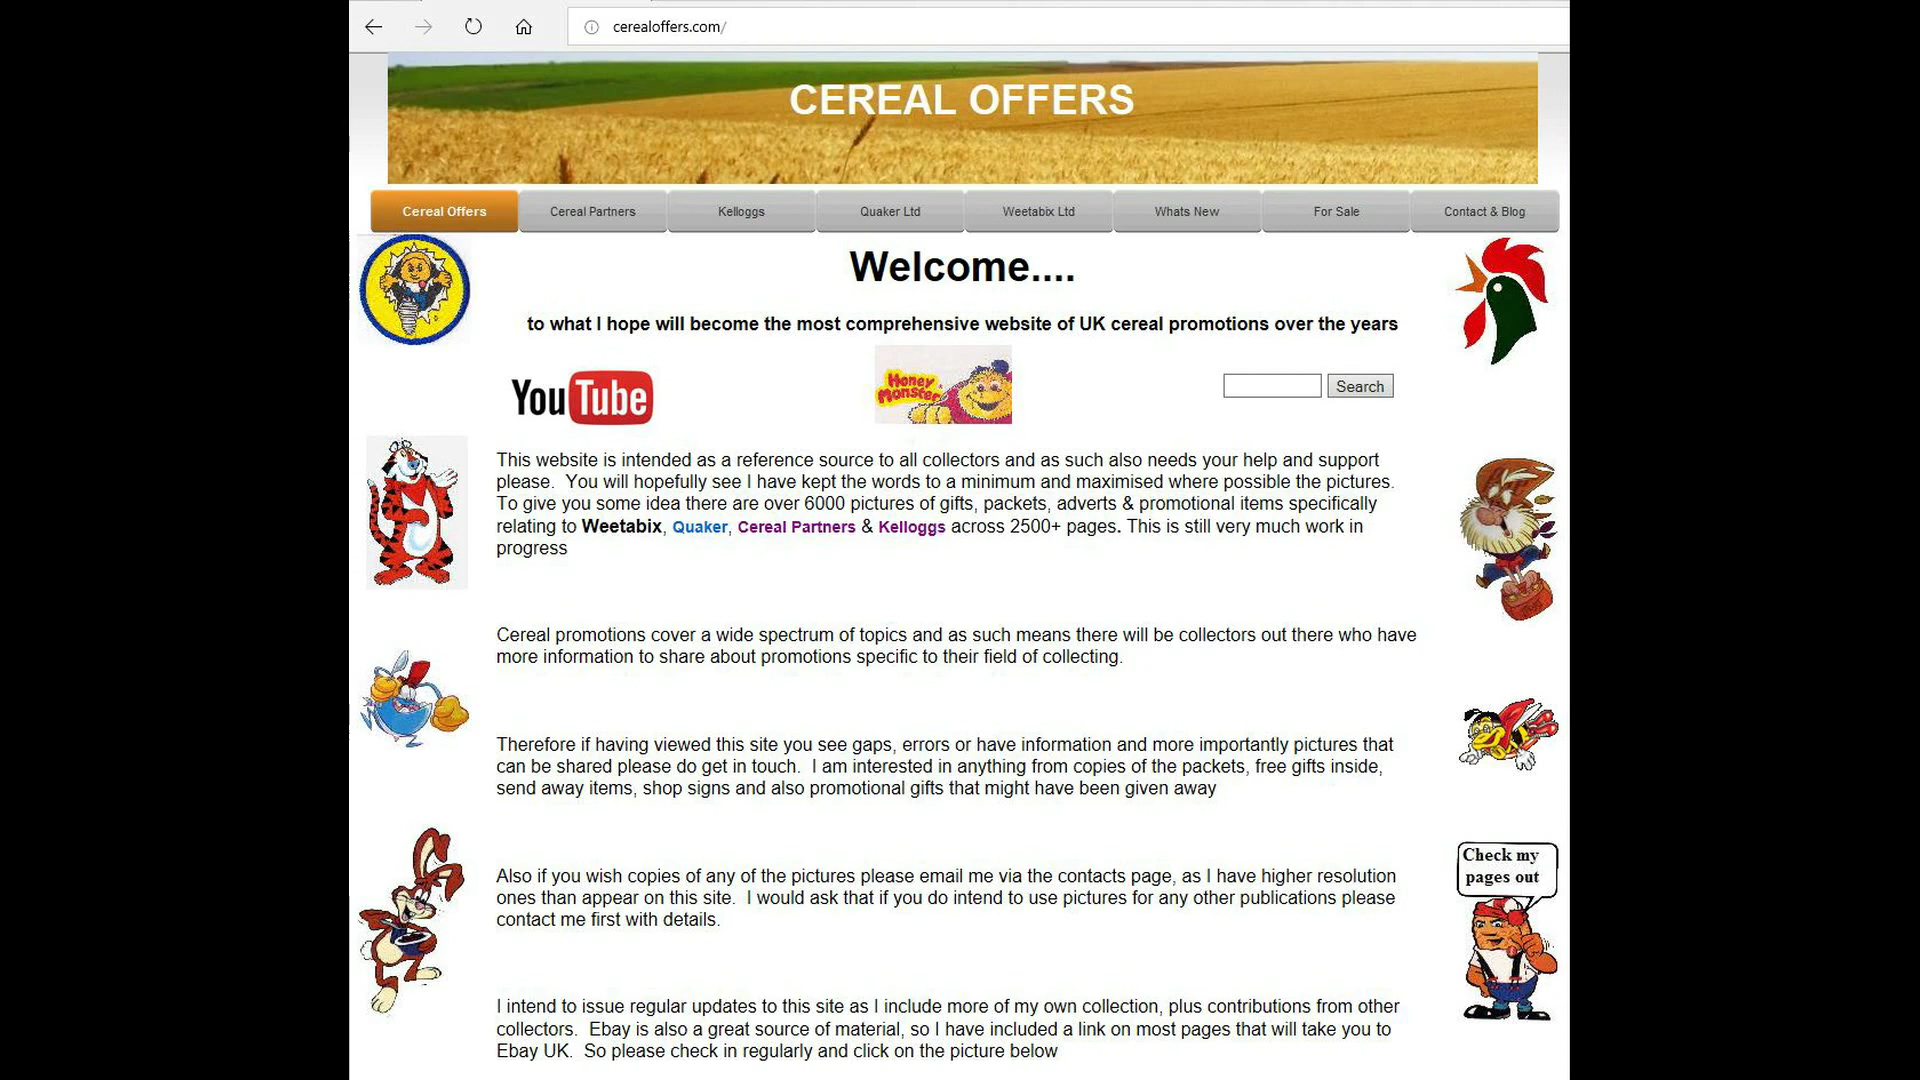 cerealoffers.com/
CEREAL OFFERS
Cereal Offers
Cereal Partners
Kelloggs
Quaker Ltd
Weetabix Ltd
Whats New
For Sale
Contact & Blog
Welcome....
to what I hope will become the most comprehensive website of UK cereal promotions over the years
YouTube
Honey
Monster
Search
This website is intended as a reference source to all collectors and as such also needs your help and support
please.  You will hopefully see I have kept the words to a minimum and maximised where possible the pictures.
To give you some idea there are over 6000 pictures of gifts, packets, adverts & promotional items specifically
relating to Weetabix, Quaker, Cereal Partners & Kelloggs across 2500+ pages. This is still very much work in
progress
Cereal promotions cover a wide spectrum of topics and as such means there will be collectors out there who have
more information to share about promotions specific to their field of collecting.
Therefore if having viewed this site you see gaps, errors or have information and more importantly pictures that
can be shared please do get in touch.  I am interested in anything from copies of the packets, free gifts inside,
send away items, shop signs and also promotional gifts that might have been given away
Also if you wish copies of any of the pictures please email me via the contacts page, as I have higher resolution
ones than appear on this site.  I would ask that if you do intend to use pictures for any other publications please
contact me first with details.
Check my
pages out
I intend to issue regular updates to this site as I include more of my own collection, plus contributions from other
collectors.  Ebay is also a great source of material, so I have included a link on most pages that will take you to
Ebay UK.  So please check in regularly and click on the picture below